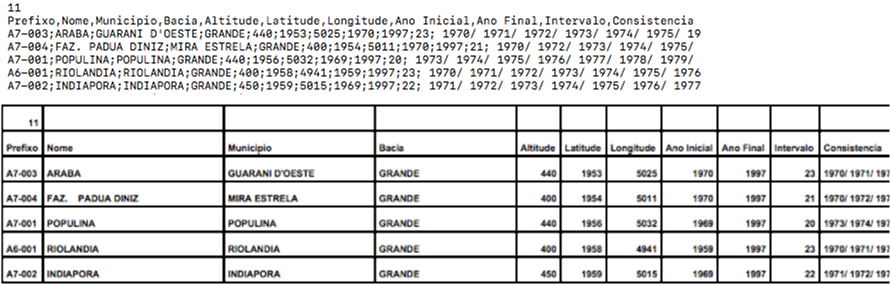 11
Prefixo,Nome,Municipio,Bacia,Altitude,Latitude,Longitude,Ano Inicial,Ano Final,Intervalo,Consistencia
A7-003;ARABA;GUARANI D'OESTE;GRANDE;440;1953;5025;1970;1997;23; 1970/ 1971/ 1972/ 1973/ 1974/ 1975/ 19
A7-004;FAZ. PADUA DINIZ;MIRA ESTRELA;GRANDE;400;1954;5011;1970;1997;21; 1970/ 1972/ 1973/ 1974/ 1975/
A7-001;POPULINA;POPULINA;GRANDE;440;1956;5032;1969;1997;20; 1973/ 1974/ 1975/ 1976/ 1977/ 1978/ 1979/
A6-001;RIOLANDIA;RIOLANDIA;GRANDE;400;1958;4941;1959;1997;23; 1970/ 1971/ 1972/ 1973/ 1974/ 1975/ 1976
A7-002;INDIAPORA;INDIAPORA;GRANDE;450;1959;5015;1969;1997;22; 1971/ 1972/ 1973/ 1974/ 1975/ 1976/ 1977
11
Prefixo Nome Municipio Bacia Altitude Latitude Longitude Ano Inicial Ano Final Intervalo Consistencia
A7-003 ARABA GUARANI D'OESTE GRANDE 440 1953 5025 1970 1997 23 1970/ 1971/ 197
A7-004 FAZ. PADUA DINIZ MIRA ESTRELA GRANDE 400 1954 5011 1970 1997 21 1970/ 1972/ 197
A7-001 POPULINA POPULINA GRANDE 440 1956 5032 1969 1997 20 1973/ 1974/ 197
A6-001 RIOLANDIA RIOLANDIA GRANDE 400 1958 4941 1959 1997 23 1970/ 1971/ 197
A7-002 INDIAPORA INDIAPORA GRANDE 450 1959 5015 1969 1997 22 1971/ 1972/ 197